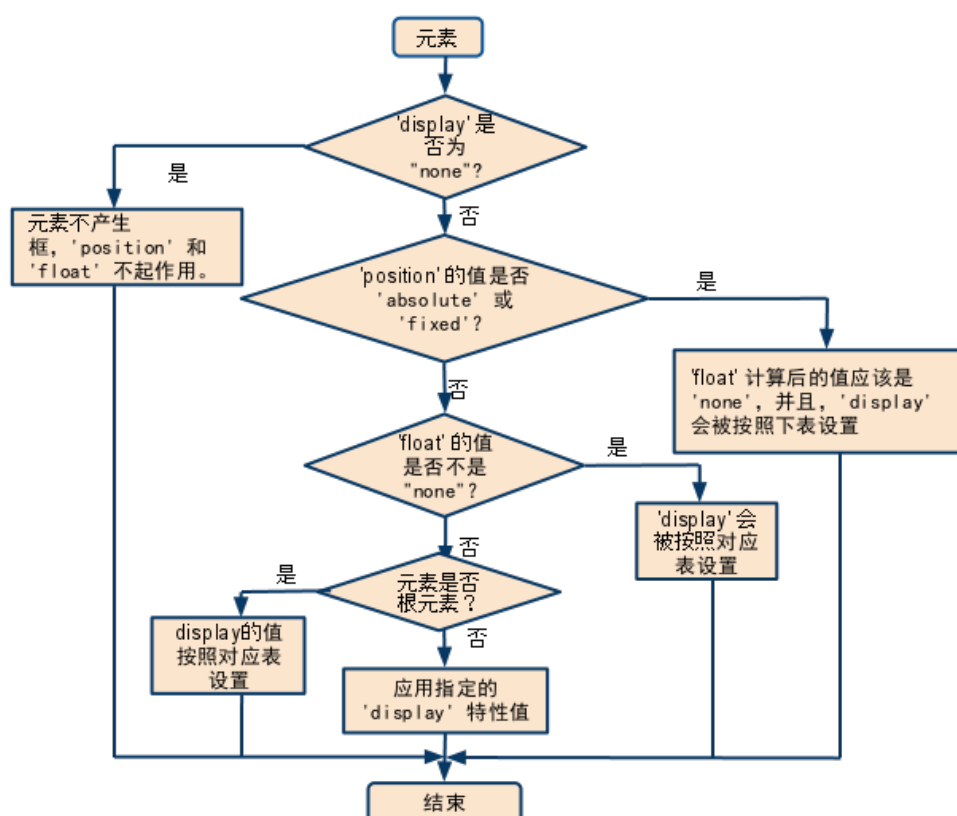 元素
'display'是
否为
"none"?
是
否
元素不产生
框，'position' 和
'float' 不起作用。
'position'的值是否
'absolute' 或
'fixed'?
是
否
'float' 计算后的值应该是
'none'，并且，'display'
会被按照下表设置
'float'的值
是否不是
"none"?
是
否
'display'会
被按照对应
表设置
元素是否
根元素？
是
否
display的值
按照对应表
设置
应用指定的
'display' 特性值
结束